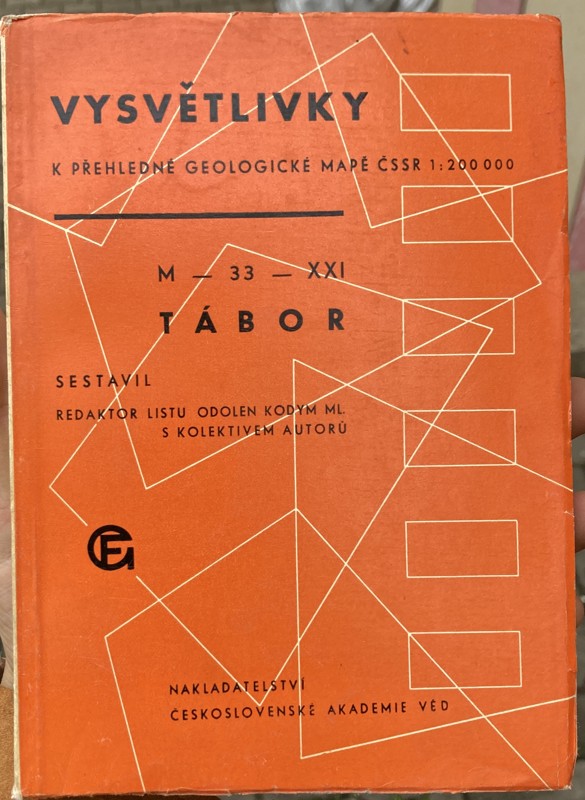 VYSVĚTLIVKY
K PŘEHLEDNÉ GEOLOGICKÉ MAPĚ ČSSR 1:200 000
M — 33 — XXI
TÁBOR
SESTAVIL
REDAKTOR LISTU ODOLEN KODYM ML.
S KOLEKTIVEM AUTORŮ
NAKLADATELSTVÍ
ČESKOSLOVENSKÉ AKADEMIE VĚD